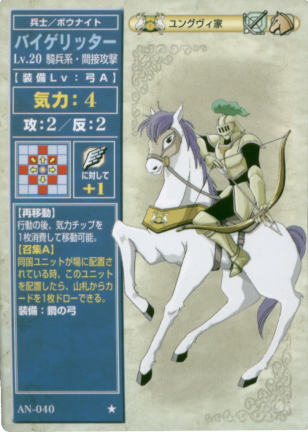 兵士／ボウナイト
ユングヴィ家
バイゲリッター
Lv.20 騎兵系・間接攻撃
【装備Lv：弓A】
気力：4
攻：2／反：2
に対して
+1
【再移動】
行動の後、気力チップを
1枚消費して移動可能。
【召集A】
同国ユニットが場に配置
されている時、このユニット
を配置したら、山札からカー
ドを1枚ドローできる。
装備：鋼の弓
AN-040
★